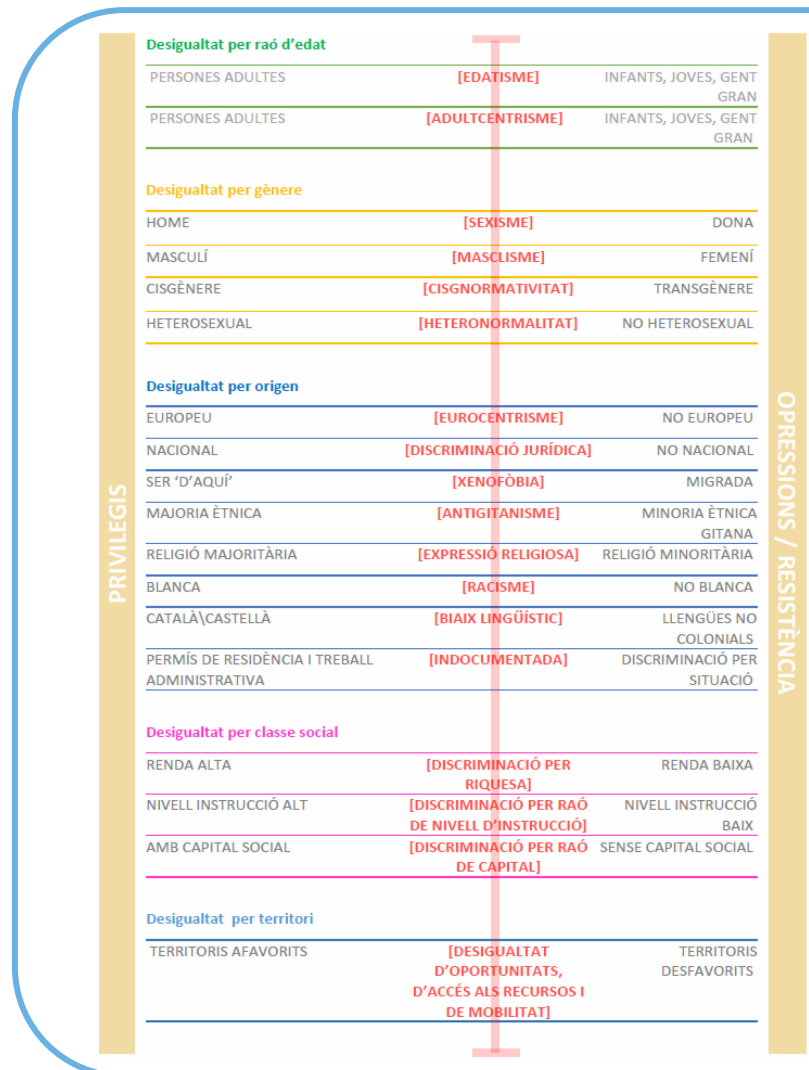 Desigualtat per raó d'edat
PERSONES ADULTES [EDATISME] INFANTS, JOVES, GENT
GRAN
PERSONES ADULTES [ADULTCENTRISME] INFANTS, JOVES, GENT
GRAN
Desigualtat per gènere
HOME [SEXISME] DONA
MASCULÍ [MASCLISME] FEMENÍ
CISGÈNERE [CISGNORMATIVITAT] TRANSGÈNERE
HETEROSEXUAL [HETERONORMALITAT] NO HETEROSEXUAL
Desigualtat per origen
EUROPEU [EUROCENTRISME] NO EUROPEU
NACIONAL [DISCRIMINACIÓ JURÍDICA] NO NACIONAL
SER 'D'AQUÍ' [XENOFÒBIA] MIGRADA
MAJORIA ÈTNICA [ANTIGITANISME] MINORIA ÈTNICA
GITANA
RELIGIÓ MAJORITÀRIA [EXPRESSIÓ RELIGIOSA] RELIGIÓ MINORITÀRIA
BLANCA [RACISME] NO BLANCA
CATALÀ\CASTELLÀ [BIAIX LINGÜÍSTIC] LLENGÜES NO
COLONIALS
PERMÍS DE RESIDÈNCIA I TREBALL [INDOCUMENTADA] DISCRIMINACIÓ PER
ADMINISTRATIVA SITUACIÓ
Desigualtat per classe social
RENDA ALTA [DISCRIMINACIÓ PER RENDA BAIXA
RIQUESA]
NIVELL INSTRUCCIÓ ALT [DISCRIMINACIÓ PER RAÓ NIVELL INSTRUCCIÓ
DE NIVELL D'INSTRUCCIÓ] BAIX
AMB CAPITAL SOCIAL [DISCRIMINACIÓ PER RAÓ SENSE CAPITAL SOCIAL
DE CAPITAL]
Desigualtat per territori
TERRITORIS AFAVORITS [DESIGUALTAT TERRITORIS
D'OPORTUNITATS, DESFAVORITS
D'ACCÉS ALS RECURSOS I
DE MOBILITAT]
PRIVILEGIS
OPRESSIONS / RESISTÈNCIA